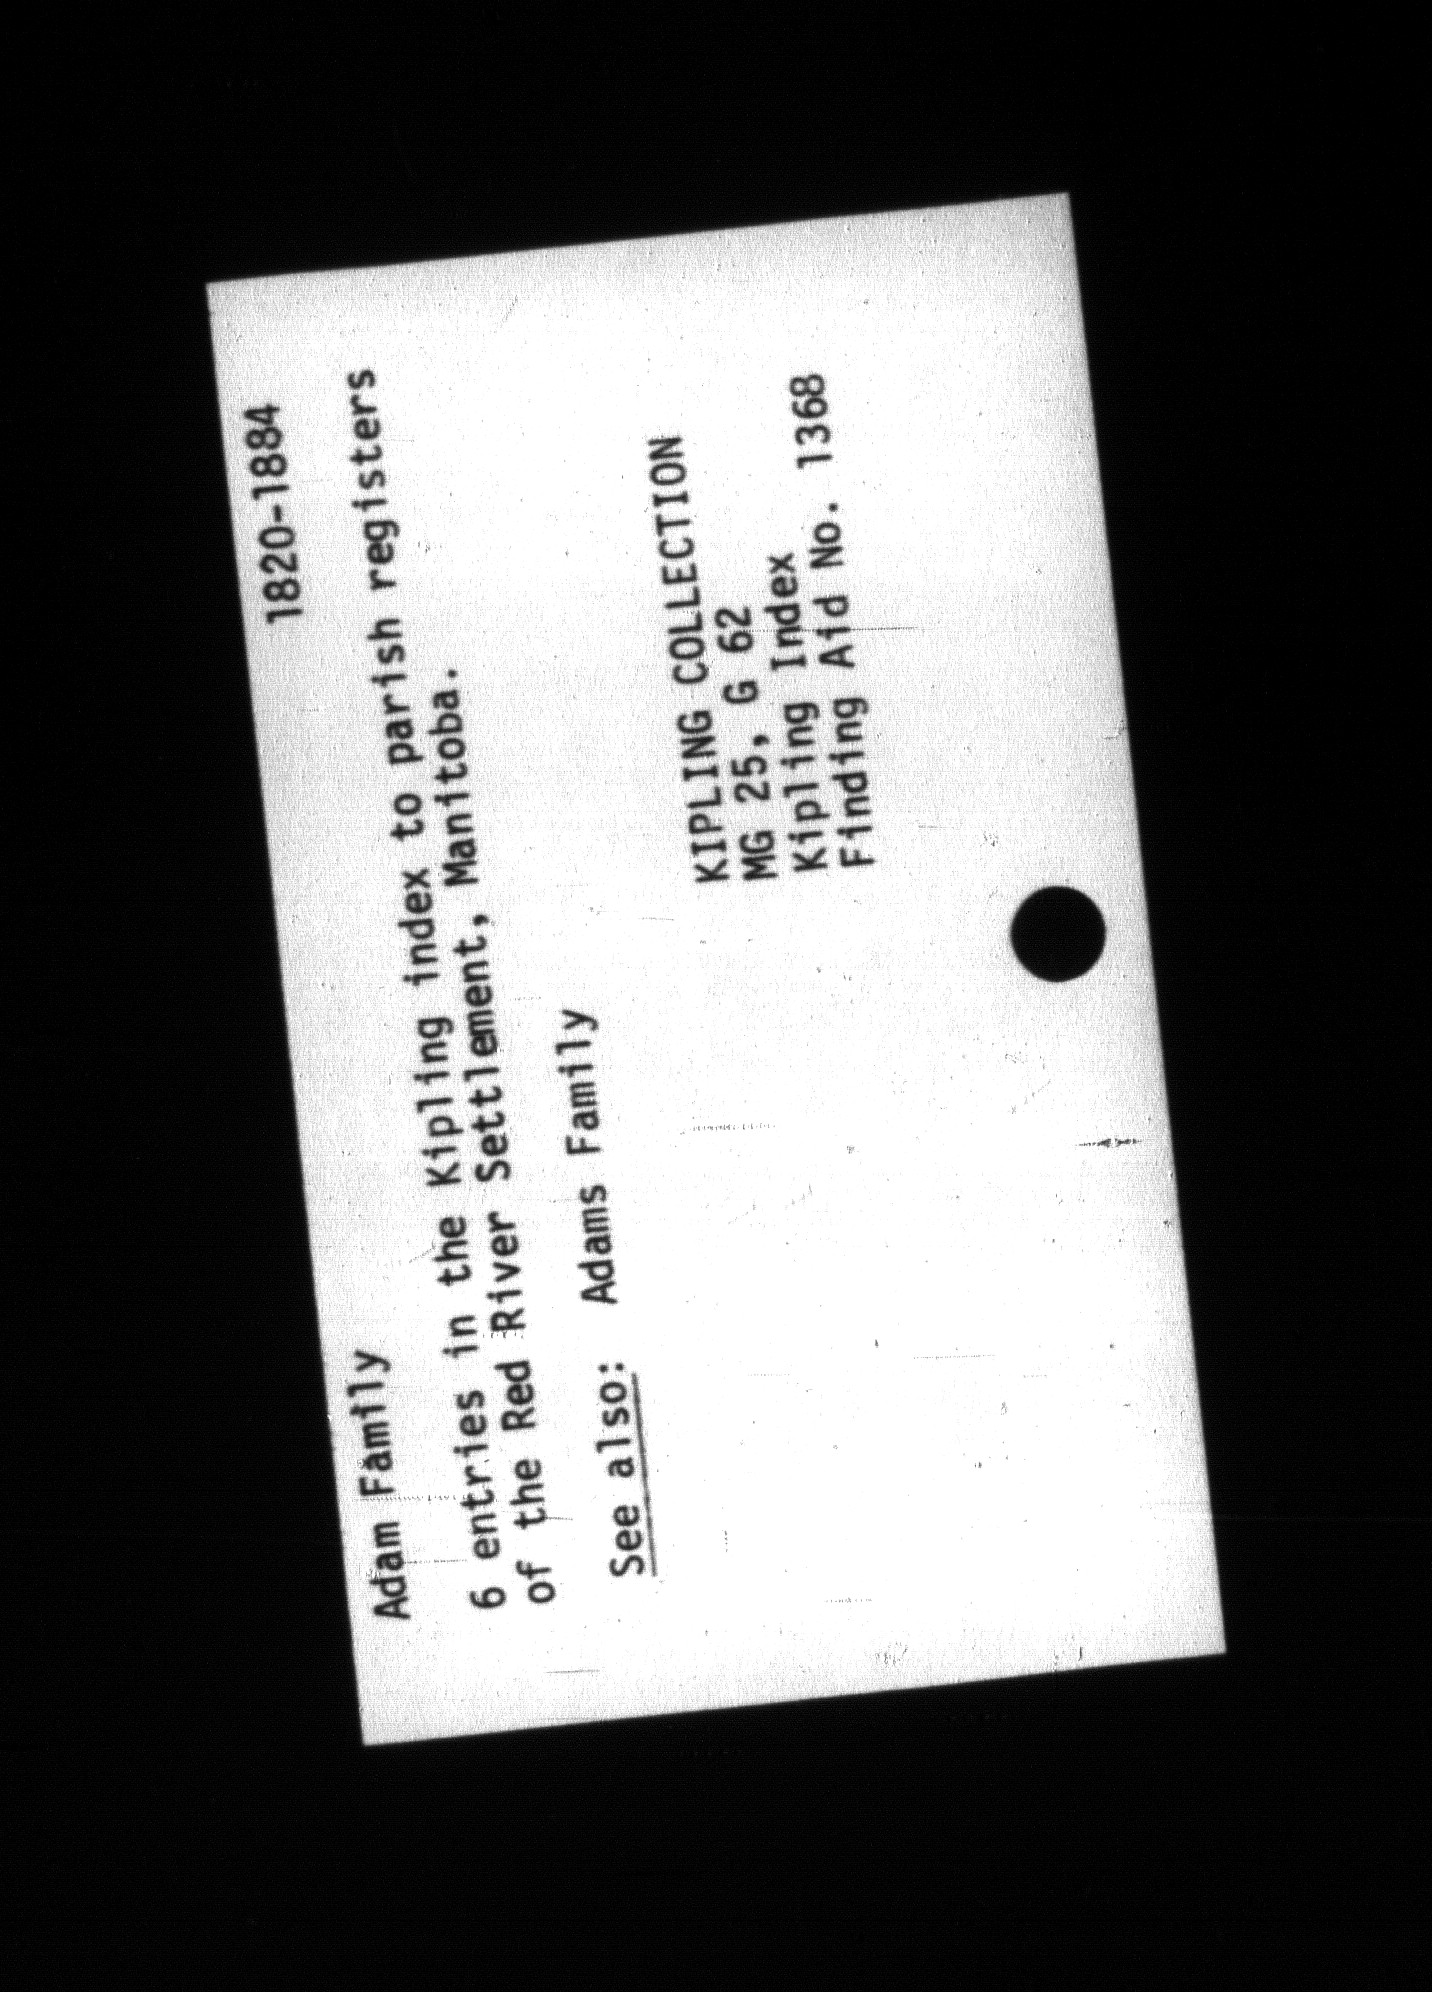 Adam Family 1820-1884
6 entries in the Kipling index to parish registers
of the Red River Settlement, Manitoba.
See also: Adams Family
KIPLING COLLECTION
MG 25, G 62
Kipling Index
Finding Aid No. 1368